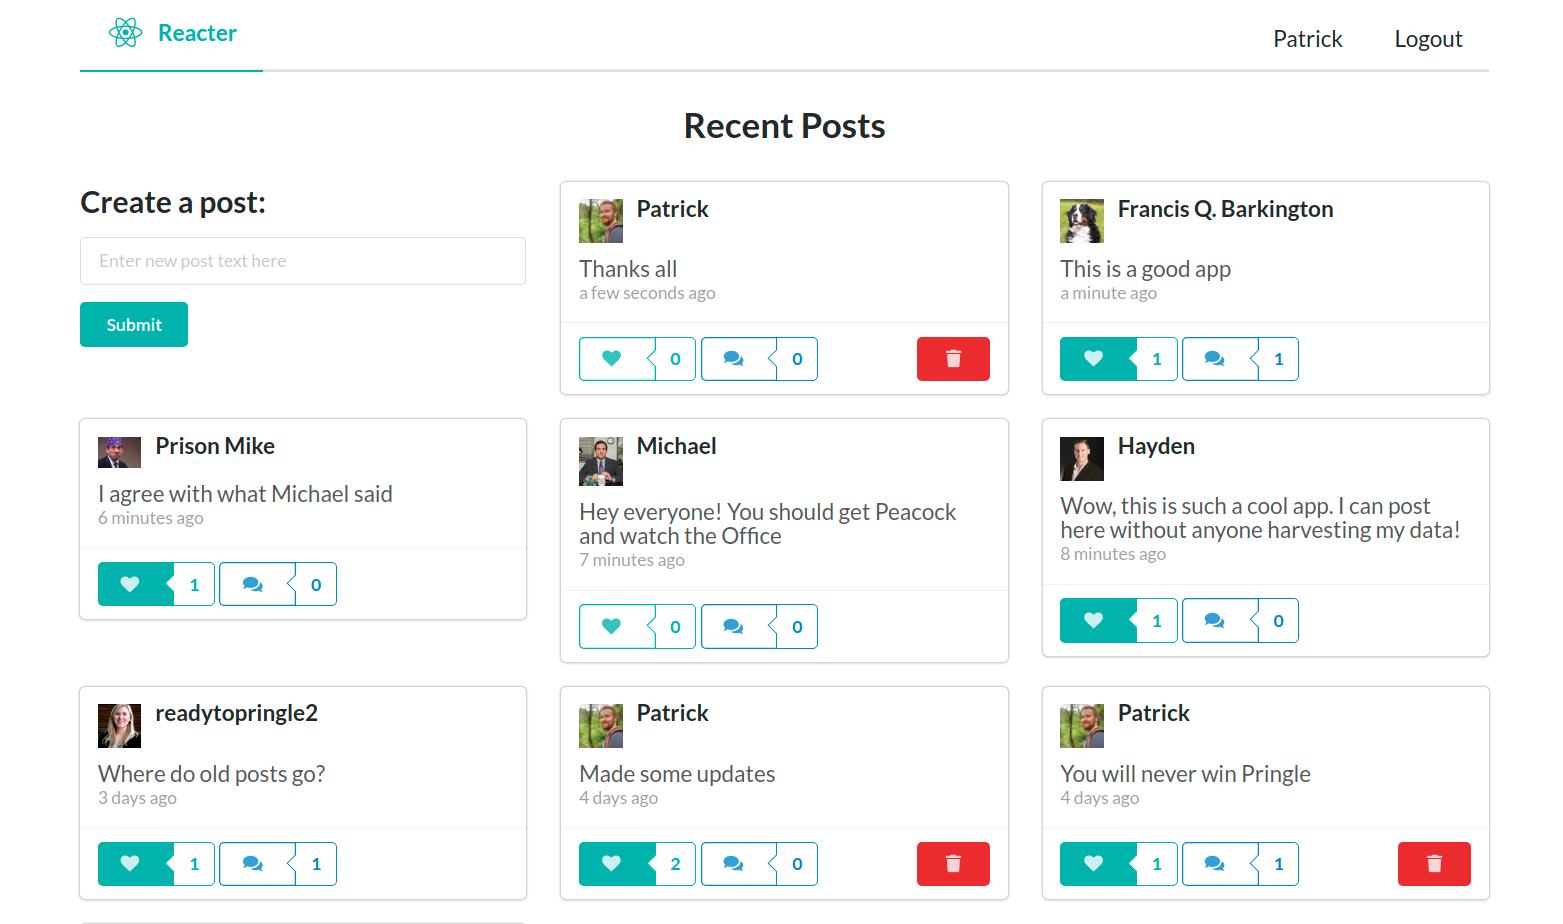 Reacter
Patrick
Logout
Recent Posts
Create a post:
Enter new post text here
Submit
Patrick
Thanks all
a few seconds ago
0
0
Francis Q. Barkington
This is a good app
a minute ago
1
1
Prison Mike
I agree with what Michael said
6 minutes ago
1
0
Michael
Hey everyone! You should get Peacock
and watch the Office
7 minutes ago
0
0
Hayden
Wow, this is such a cool app. I can post
here without anyone harvesting my data!
8 minutes ago
1
0
readytopringle2
Where do old posts go?
3 days ago
1
1
Patrick
Made some updates
4 days ago
2
0
Patrick
You will never win Pringle
4 days ago
1
1